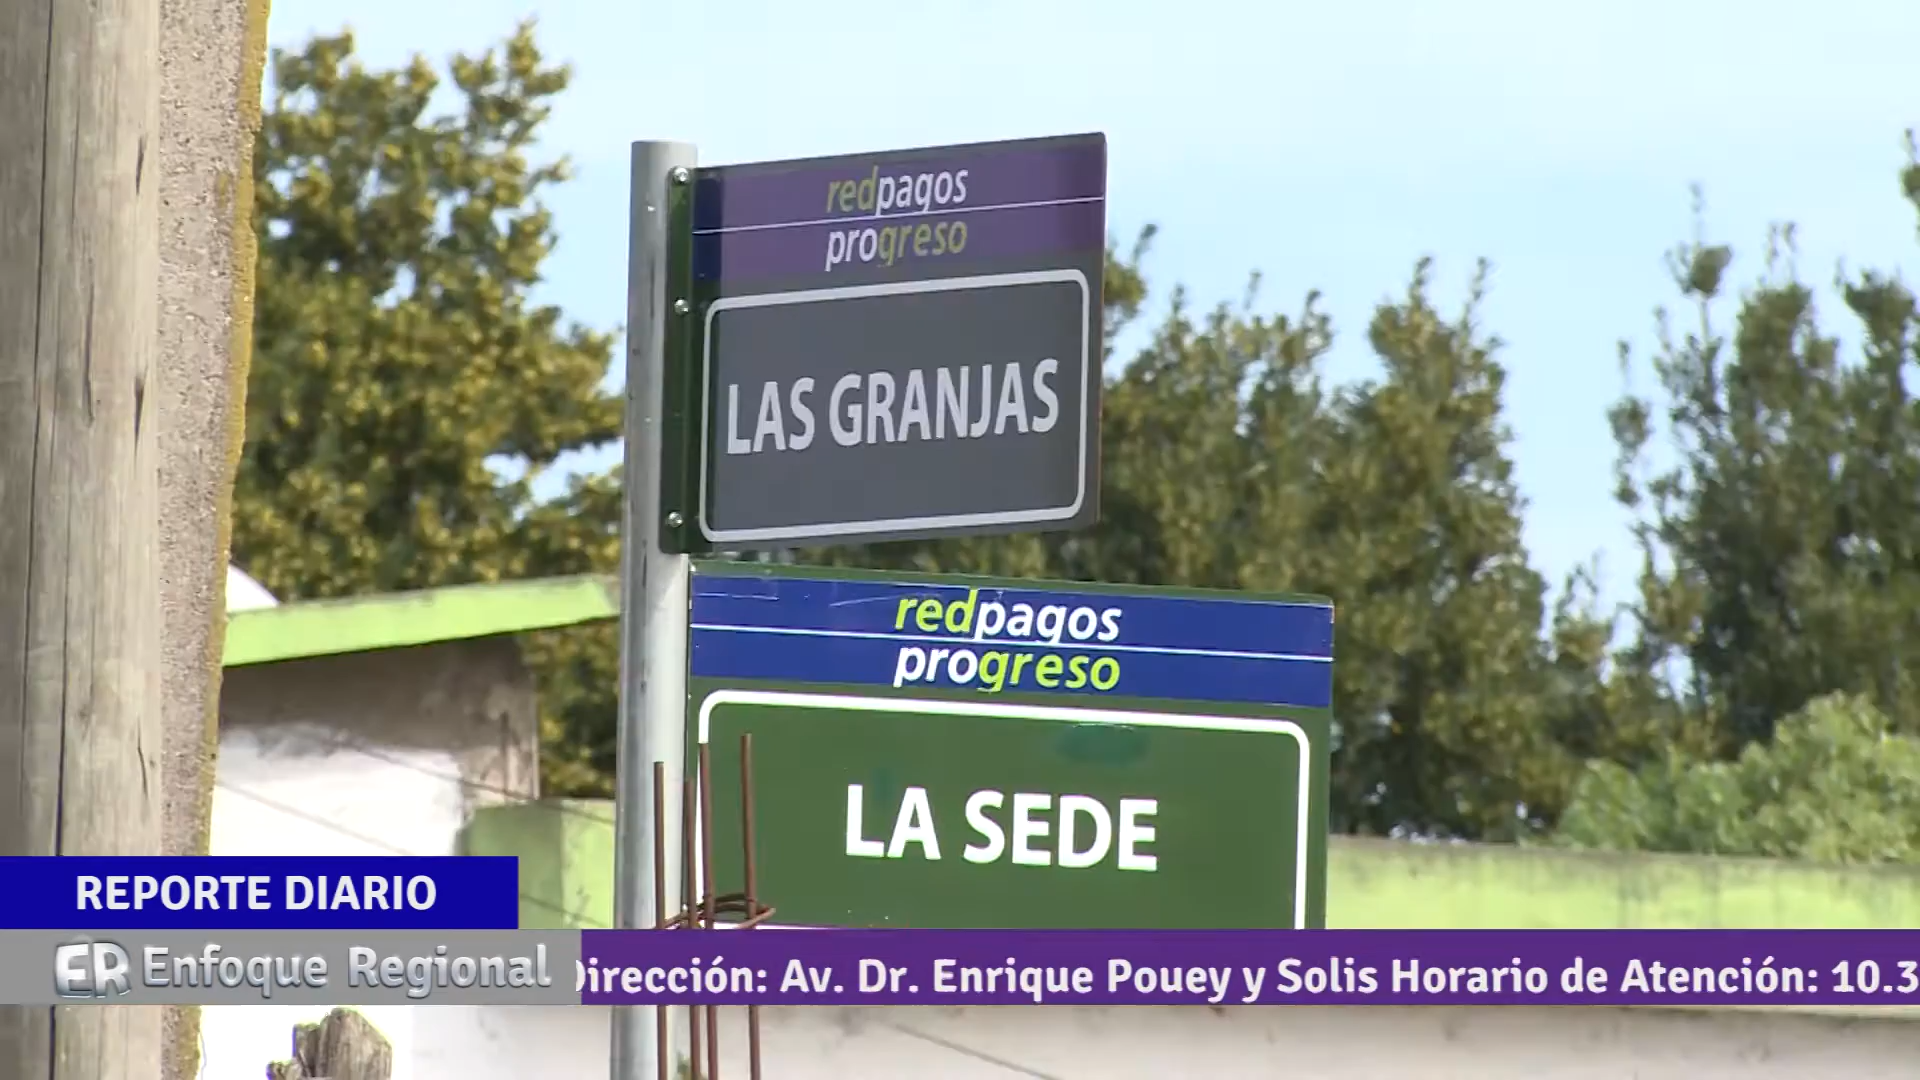 redpagos
progreso
LAS GRANJAS
redpagos
progreso
LA SEDE
REPORTE DIARIO
ER Enfoque Regional
Dirección: Av. Dr. Enrique Pouey y Solis Horario de Atención: 10.3